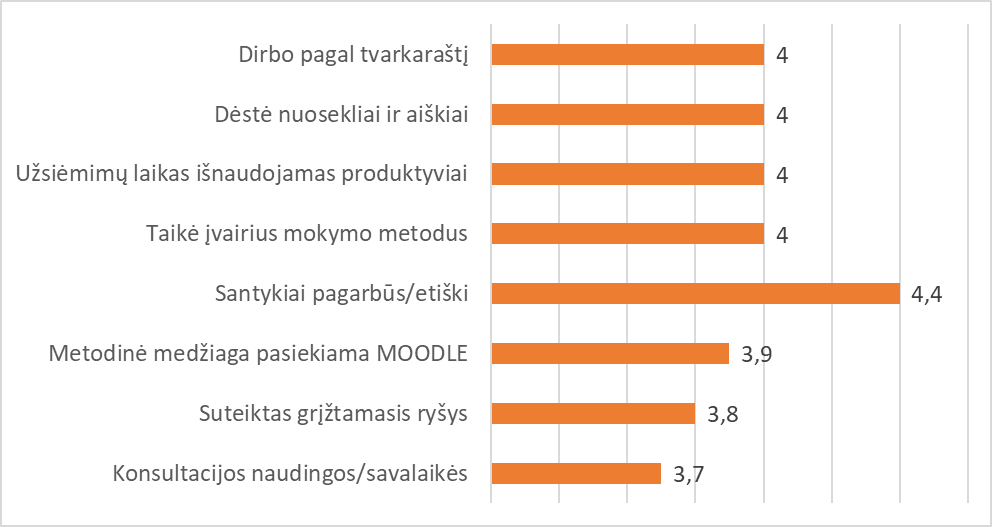 Dirbo pagal tvarkaraštį 4
Dėstė nuosekliai ir aiškiai 4
Užsiėmimų laikas išnaudojamas produktyviai 4
Taikė įvairius mokymo metodus 4
Santykiai pagarbūs/etiški 4,4
Metodinė medžiaga pasiekiama MOODLE 3,9
Suteiktas grįžtamasis ryšys 3,8
Konsultacijos naudingos/savalaikės 3,7